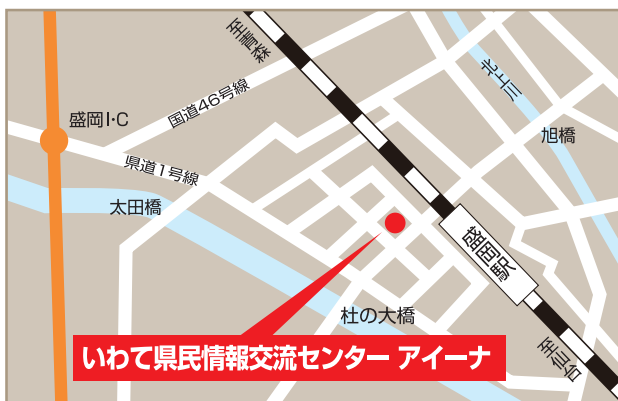 至青森
北上川
国道46号線
盛岡I・C
旭橋
県道1号線
太田橋
盛岡駅
杜の大橋
いわて県民情報交流センター アイーナ
至仙台